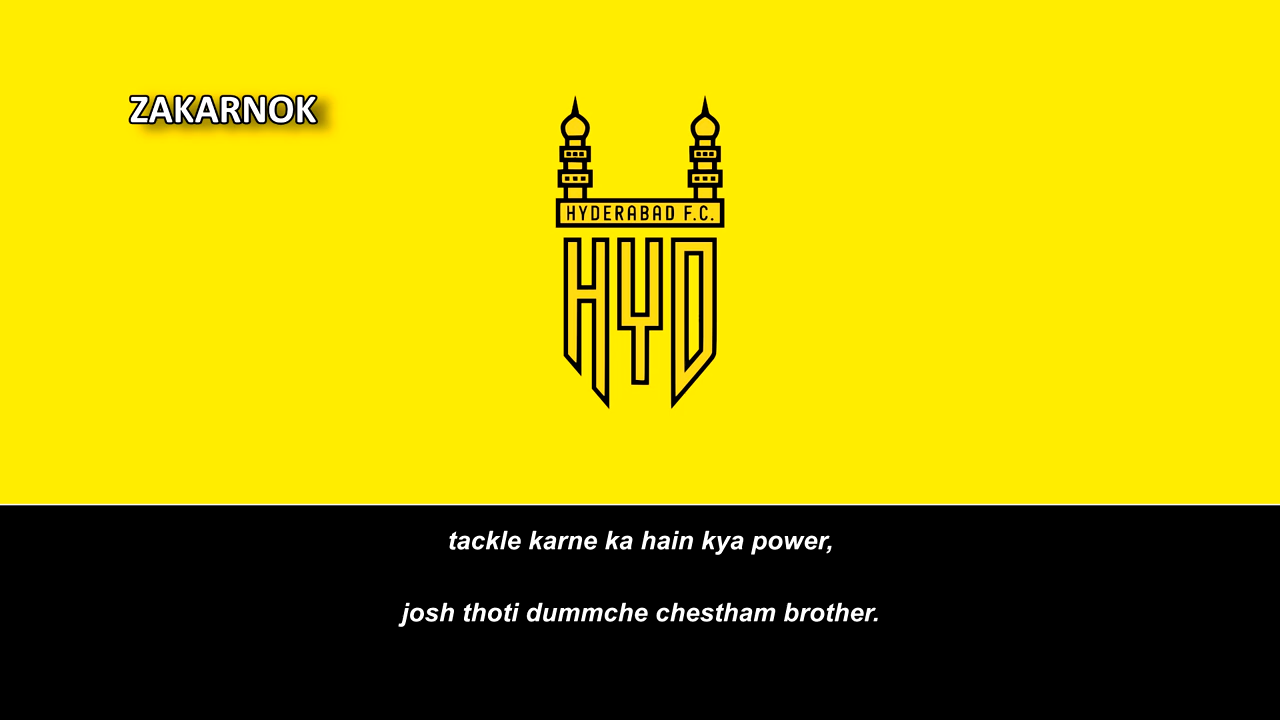 ZAKARNOK
HYDERABAD F.C.
HYD
tackle karne ka hain kya power,
josh thoti dummche chestham brother.